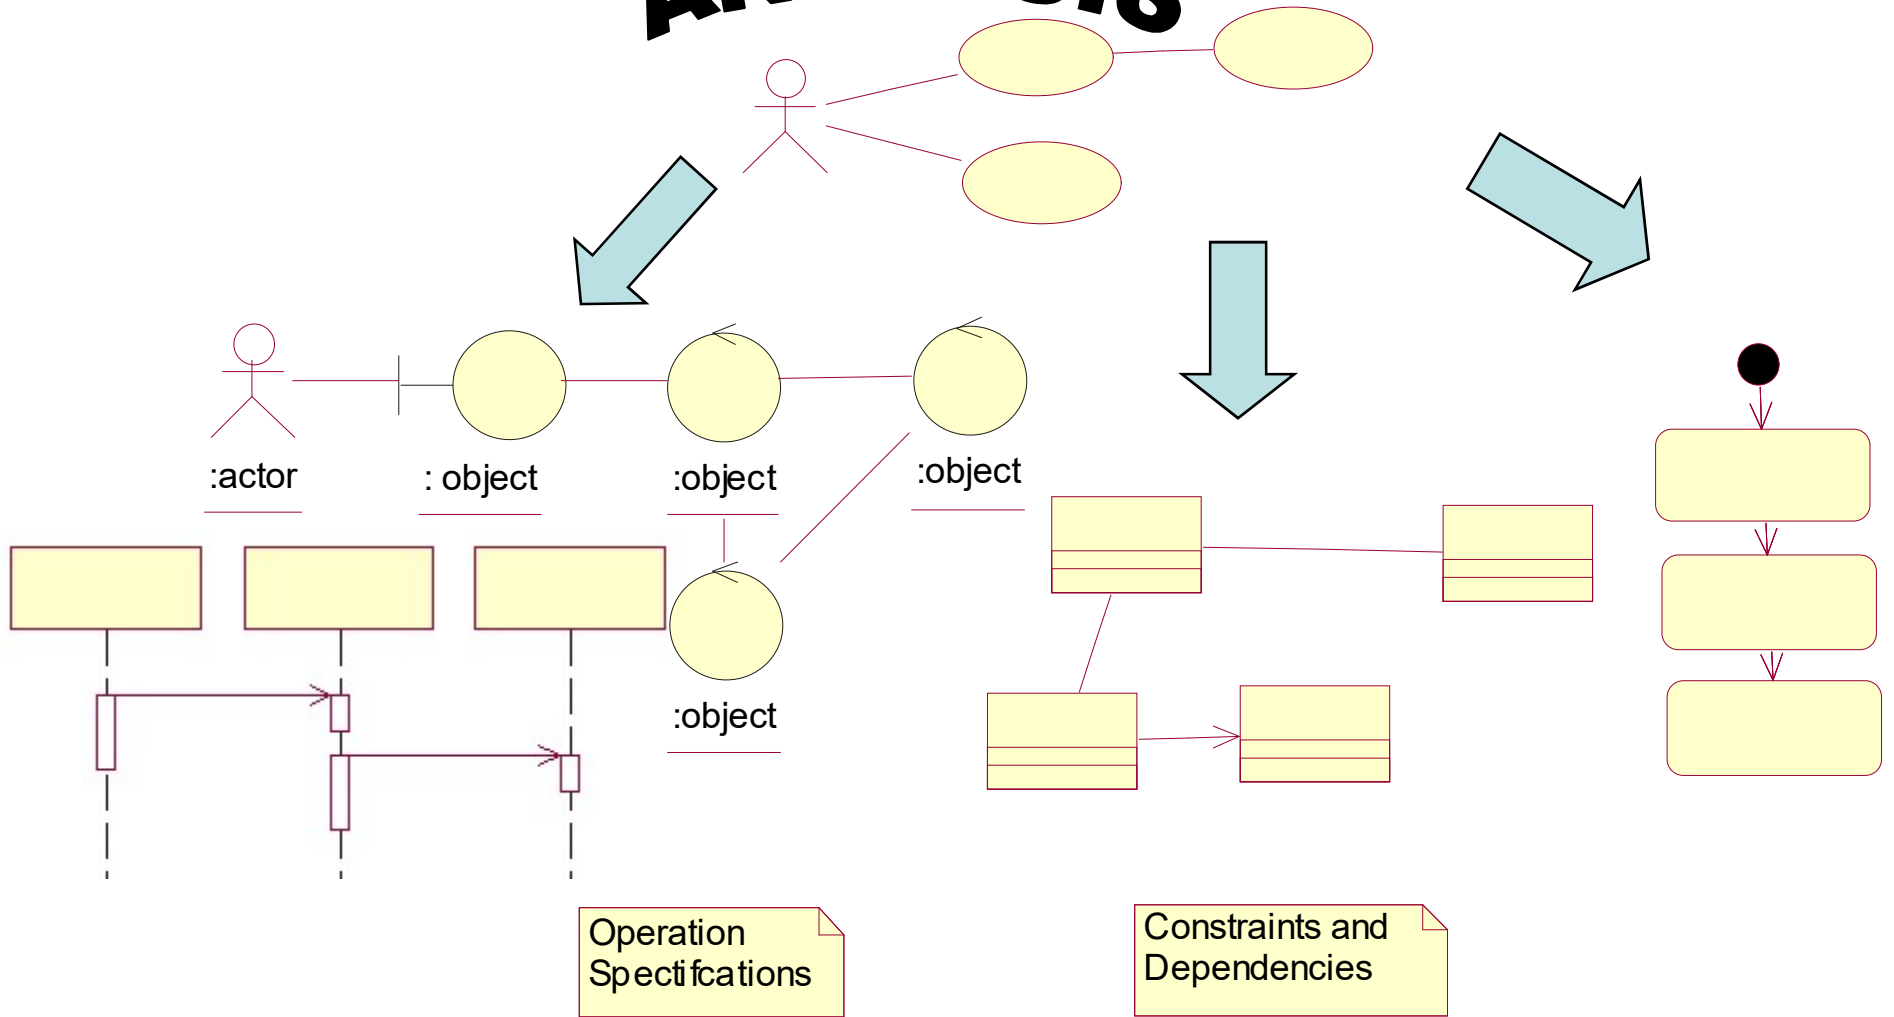 :actor
: object
:object
:object
:object
Operation
Spectifcations
Constraints and
Dependencies